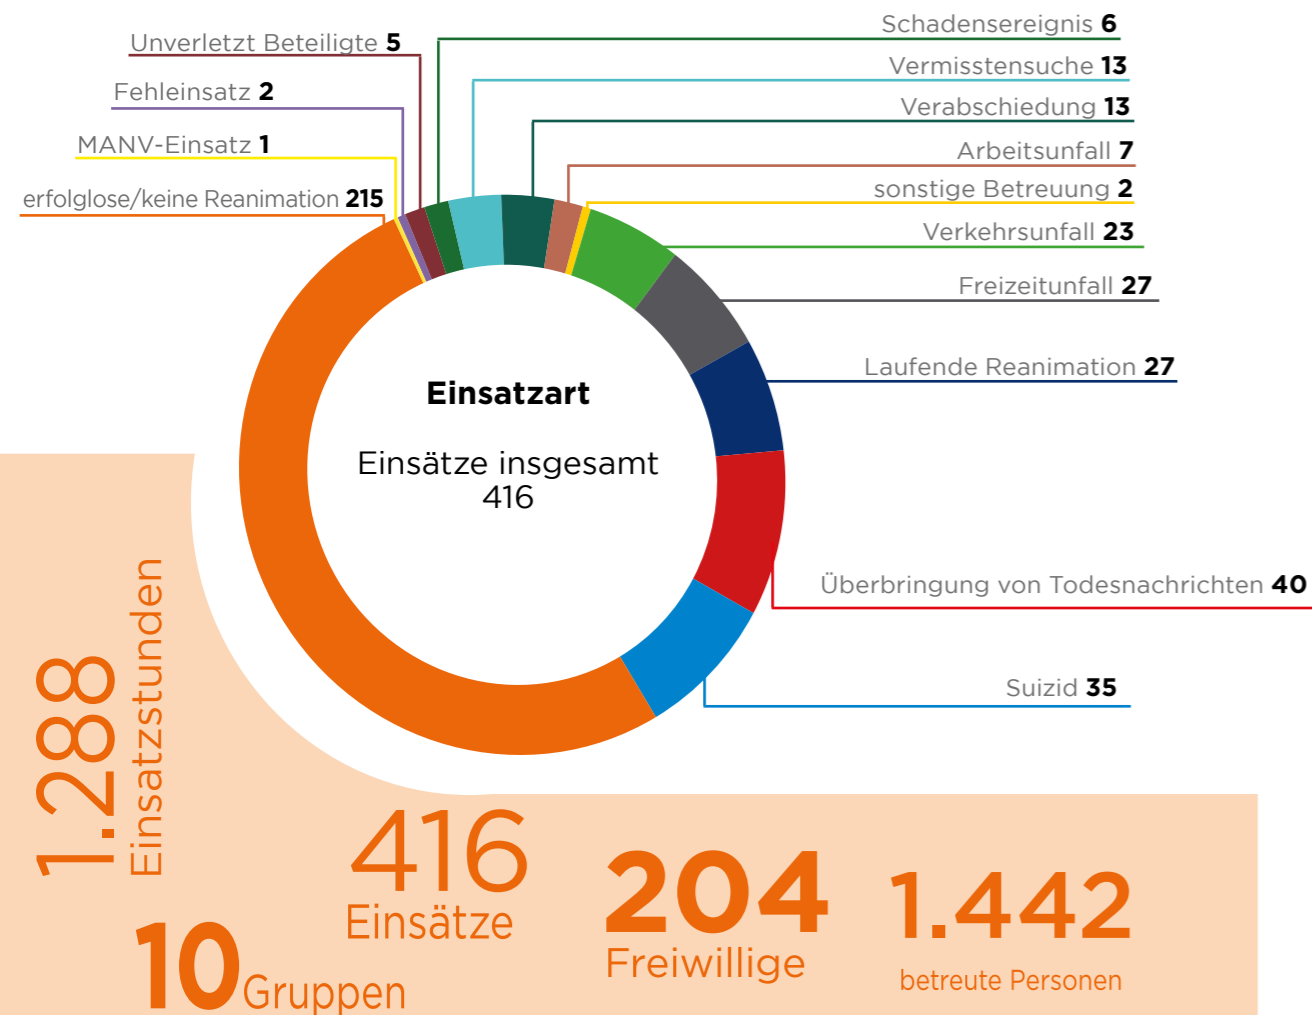 Schadensereignis 6
Unverletzt Beteiligte 5
Vermisstensuche 13
Fehleinsatz 2
Verabschiedung 13
MANV-Einsatz 1
Arbeitsunfall 7
erfolglose/keine Reanimation 215
sonstige Betreuung 2
Verkehrsunfall 23
Freizeitunfall 27
Laufende Reanimation 27
Einsatzart
Einsätze insgesamt
416
Überbringung von Todesnachrichten 40
Suizid 35
1.288
Einsatzstunden
416
Einsätze
204
Freiwillige
1.442
betreute Personen
10 Gruppen